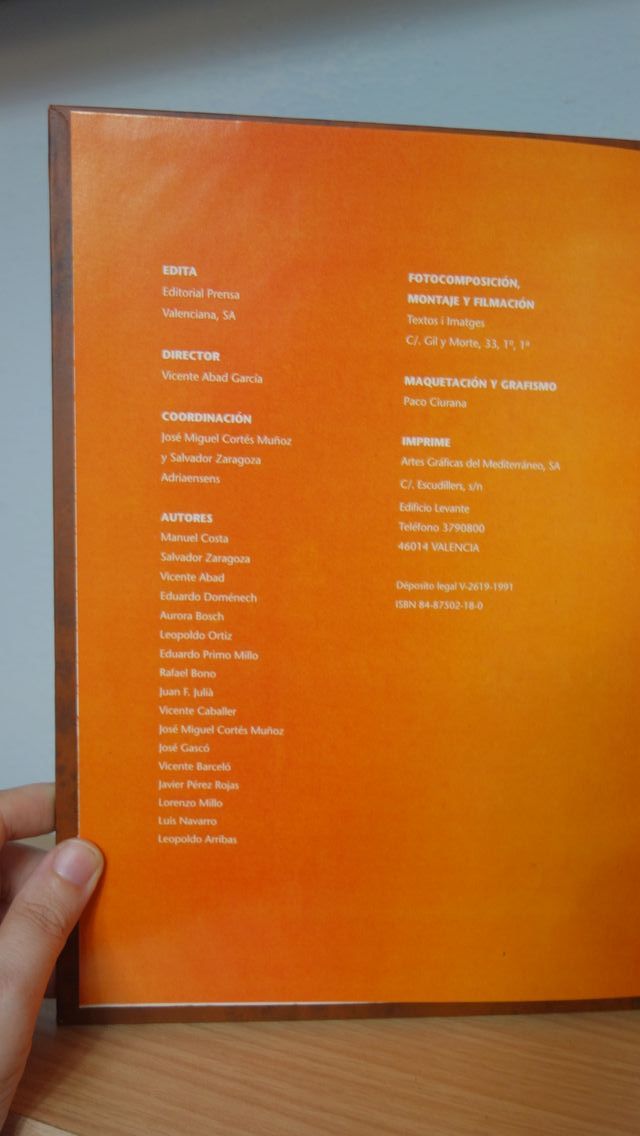 EDITA
Editorial Prensa
Valenciana, SA
DIRECTOR
Vicente Abad García
COORDINACIÓN
José Miguel Cortés Muñoz
y Salvador Zaragoza
Adriaensens
AUTORES
Manuel Costa
Salvador Zaragoza
Vicente Abad
Eduardo Doménech
Aurora Bosch
Leopoldo Ortiz
Eduardo Primo Millo
Rafael Bono
Juan F. Julià
Vicente Caballer
José Miguel Cortés Muñoz
José Gascó
Vicente Barceló
Javier Pérez Rojas
Lorenzo Millo
Luis Navarro
Leopoldo Arribas
FOTOCOMPOSICIÓN,
MONTAJE Y FILMACIÓN
Textos i Imatges
C/. Gil y Morte, 33, 1º, 1ª
MAQUETACIÓN Y GRAFISMO
Paco Ciurana
IMPRIME
Artes Gráficas del Mediterráneo, SA
C/. Escudillers, s/n
Edificio Levante
Teléfono 3790800
46014 VALENCIA
Déposito legal V-2619-1991
ISBN 84-87502-18-0